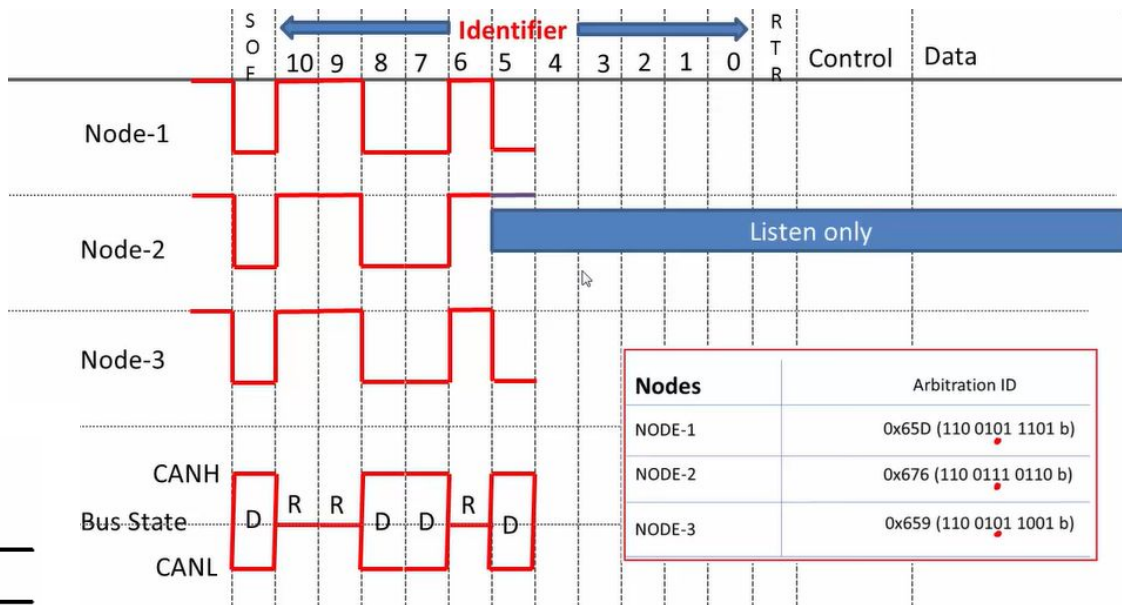 S
O
F
Identifier
R
T
R
10 9 8 7 6 5 4 3 2 1 0
Control
Data
Node-1
Node-2
Listen only
Node-3
Nodes Arbitration ID
NODE-1 0x65D (110 0101 1101 b)
NODE-2 0x676 (110 0111 0110 b)
NODE-3 0x659 (110 0101 1001 b)
CANH
Bus State
D R R D D R D
CANL